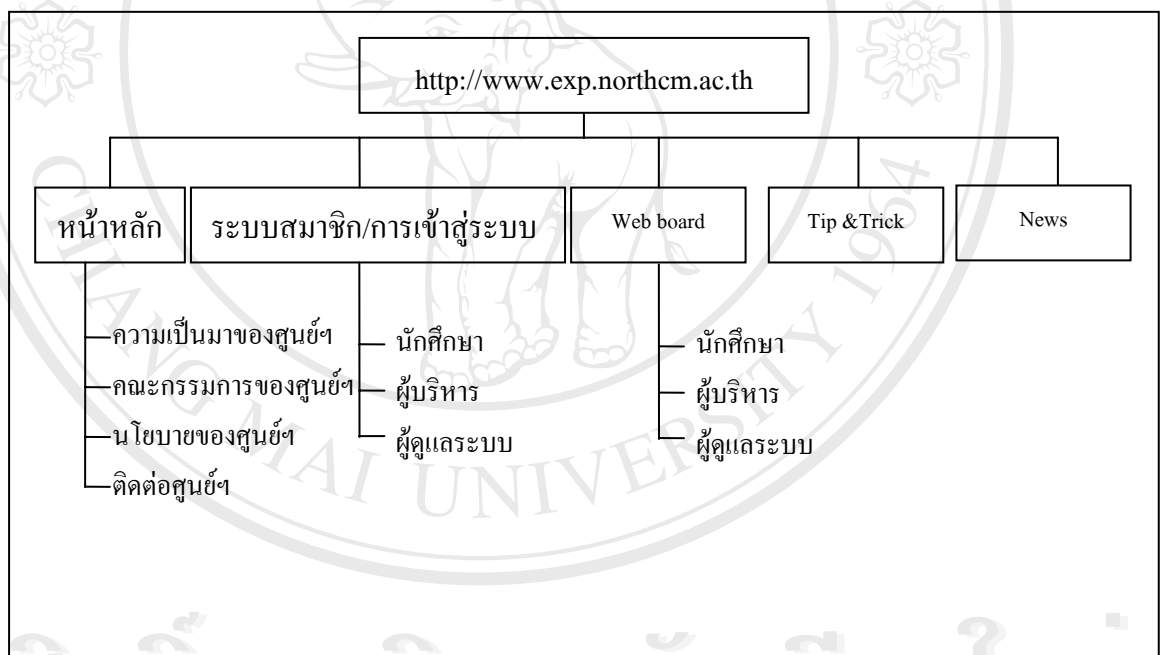 http://www.exp.northcm.ac.th
หน้าหลัก
ระบบสมาชิก/การเข้าสู่ระบบ
Web board
Tip &Trick
News
ความเป็นมาของศูนย์ฯ
คณะกรรมการของศูนย์ฯ
นโยบายของศูนย์ฯ
ติดต่อศูนย์ฯ
นักศึกษา
ผู้บริหาร
ผู้ดูแลระบบ
นักศึกษา
ผู้บริหาร
ผู้ดูแลระบบ
CHIANG MAI UNIVERSITY 1964